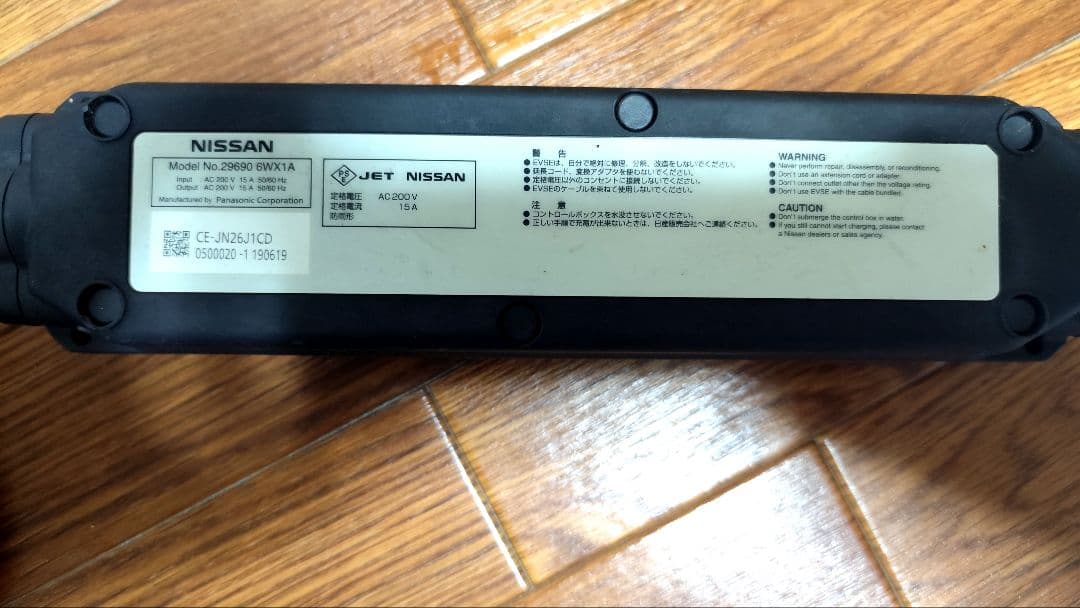 NISSAN
Model No.29690 6WX1A
Input : AC 200 V 15 A 50/60 Hz
Output : AC 200 V 15 A 50/60 Hz
Manufactured by Panasonic Corporation
CE-JN26J1CD
0500020 -1 190619
PS E JET NISSAN
定格電圧 AC200V
定格電流 15A
防雨形
警 告
● EVSEは、自分で絶対に修理、分解、改造をしないでください。
● 延長コード、変換アダプタを使わないでください。
● 定格電圧以外のコンセントに接続しないでください。
● EVSEのケーブルを束ねて使用しないでください。
注 意
● コントロールボックスを水没させないでください。
● 正しい手順で充電が出来ないときは、日産販売会社へご連絡ください。
WARNING
● Never perform repair, disassembly, or reconditioning.
● Don't use an extension cord or adapter.
● Don't connect outlet other then the voltage rating.
● Don't use EVSE with the cable bundled.
CAUTION
● Don't submerge the control box in water.
● If you still cannot start charging, please contact
a Nissan dealers or sales agency.